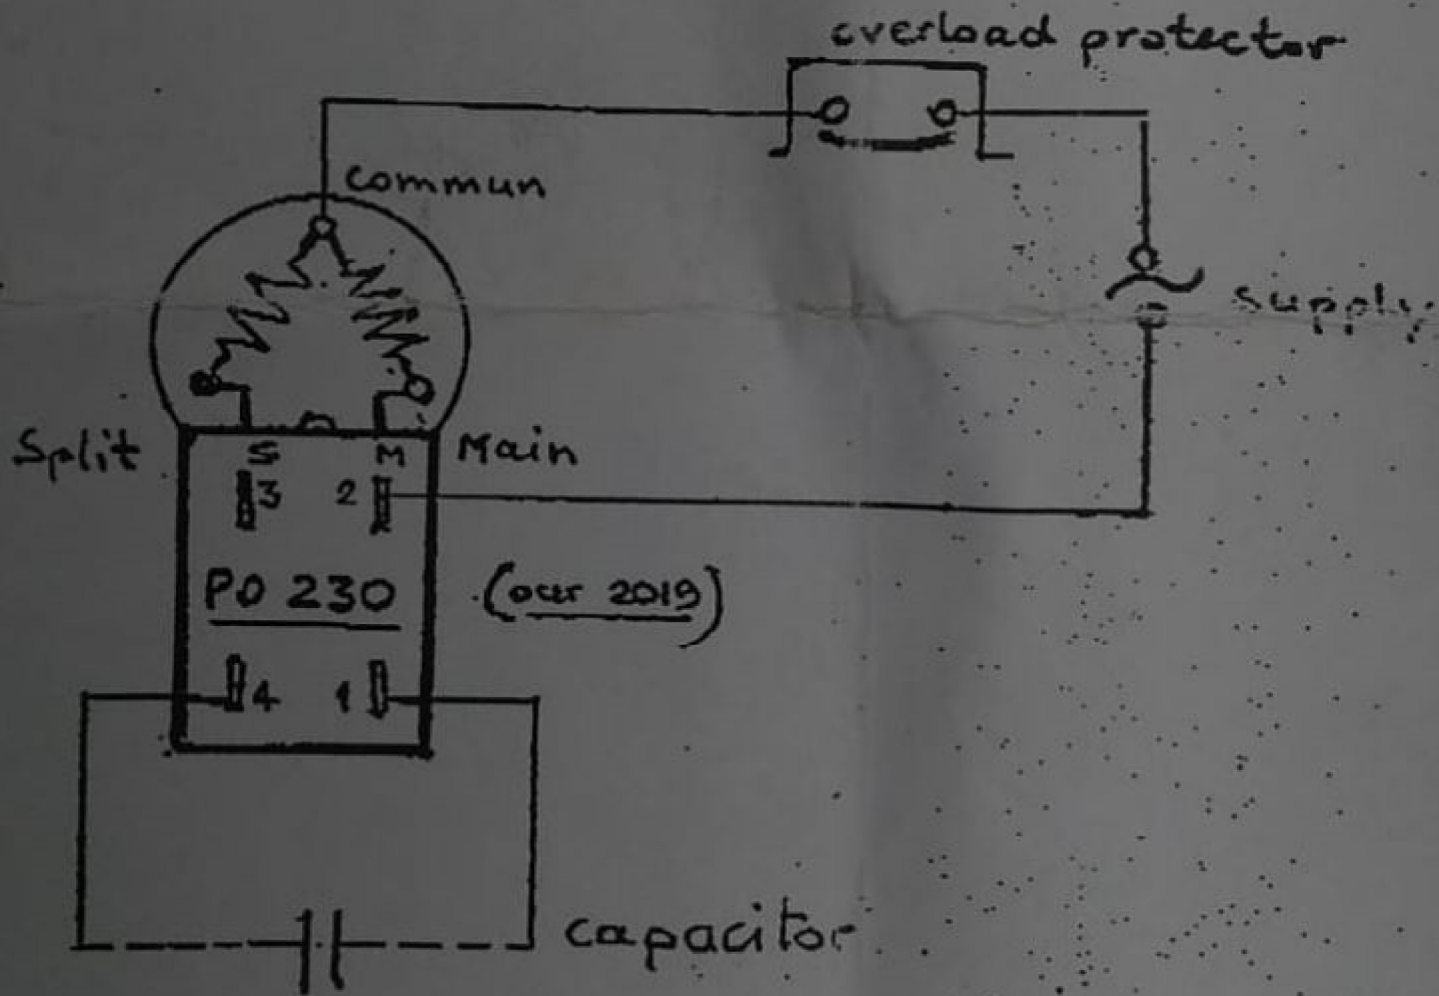 overload protector
commun
supply
Split
S
M
Main
3
2
PO 230
(our 2019)
4
1
capacitor